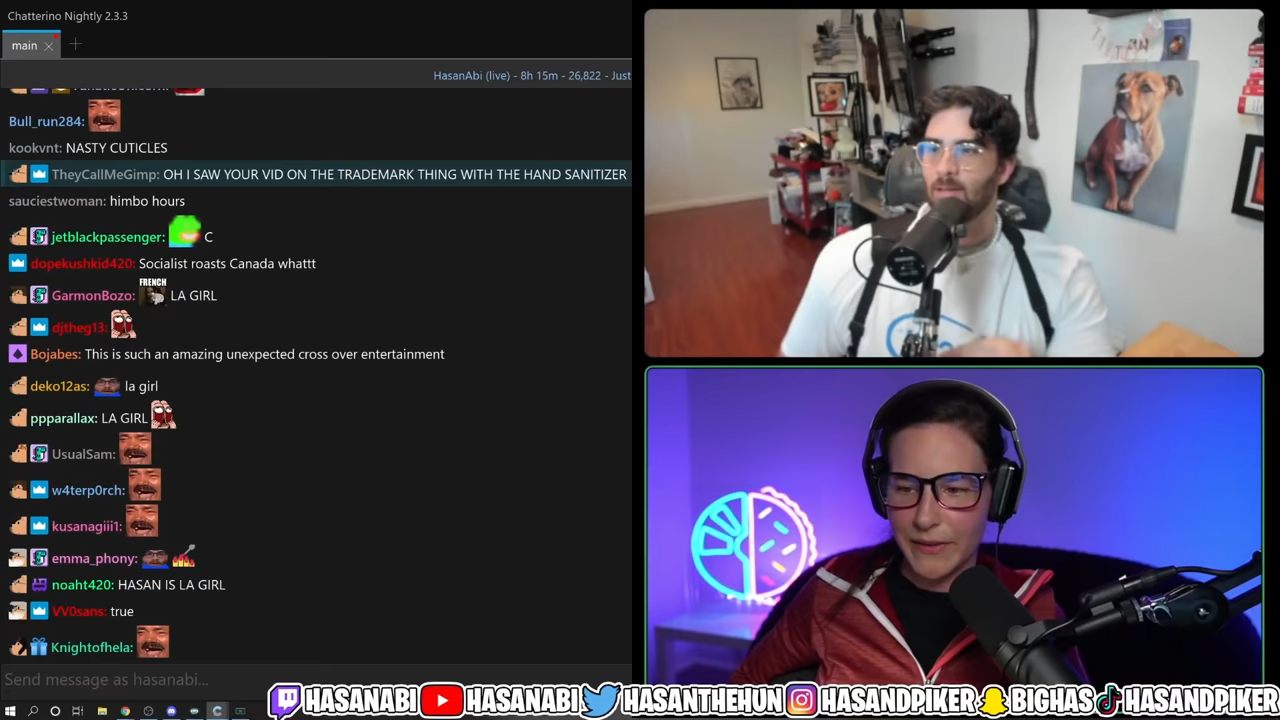 Chatterino Nightly 2.3.3
main
HasanAbi (live) - 8h 15m - 26,822 - Just
Bull_run284:
kookvnt: NASTY CUTICLES
TheyCallMeGimp: OH I SAW YOUR VID ON THE TRADEMARK THING WITH THE HAND SANITIZER
sauciestwoman: himbo hours
jetblackpassenger: C
dopekushkid420: Socialist roasts Canada whattt
GarmonBozo: FRENCH LA GIRL
djtheg13:
Bojabes: This is such an amazing unexpected cross over entertainment
deko12as: la girl
ppparallax: LA GIRL
UsualSam:
w4terp0rch:
kusanagiii1:
emma_phony:
noaht420: HASAN IS LA GIRL
VV0sans: true
Knightofhela:
Send message as hasanabi...
HASANABI HASANABI HASANTHEHUN HASANDPIKER BIGHAS HASANDPIKER